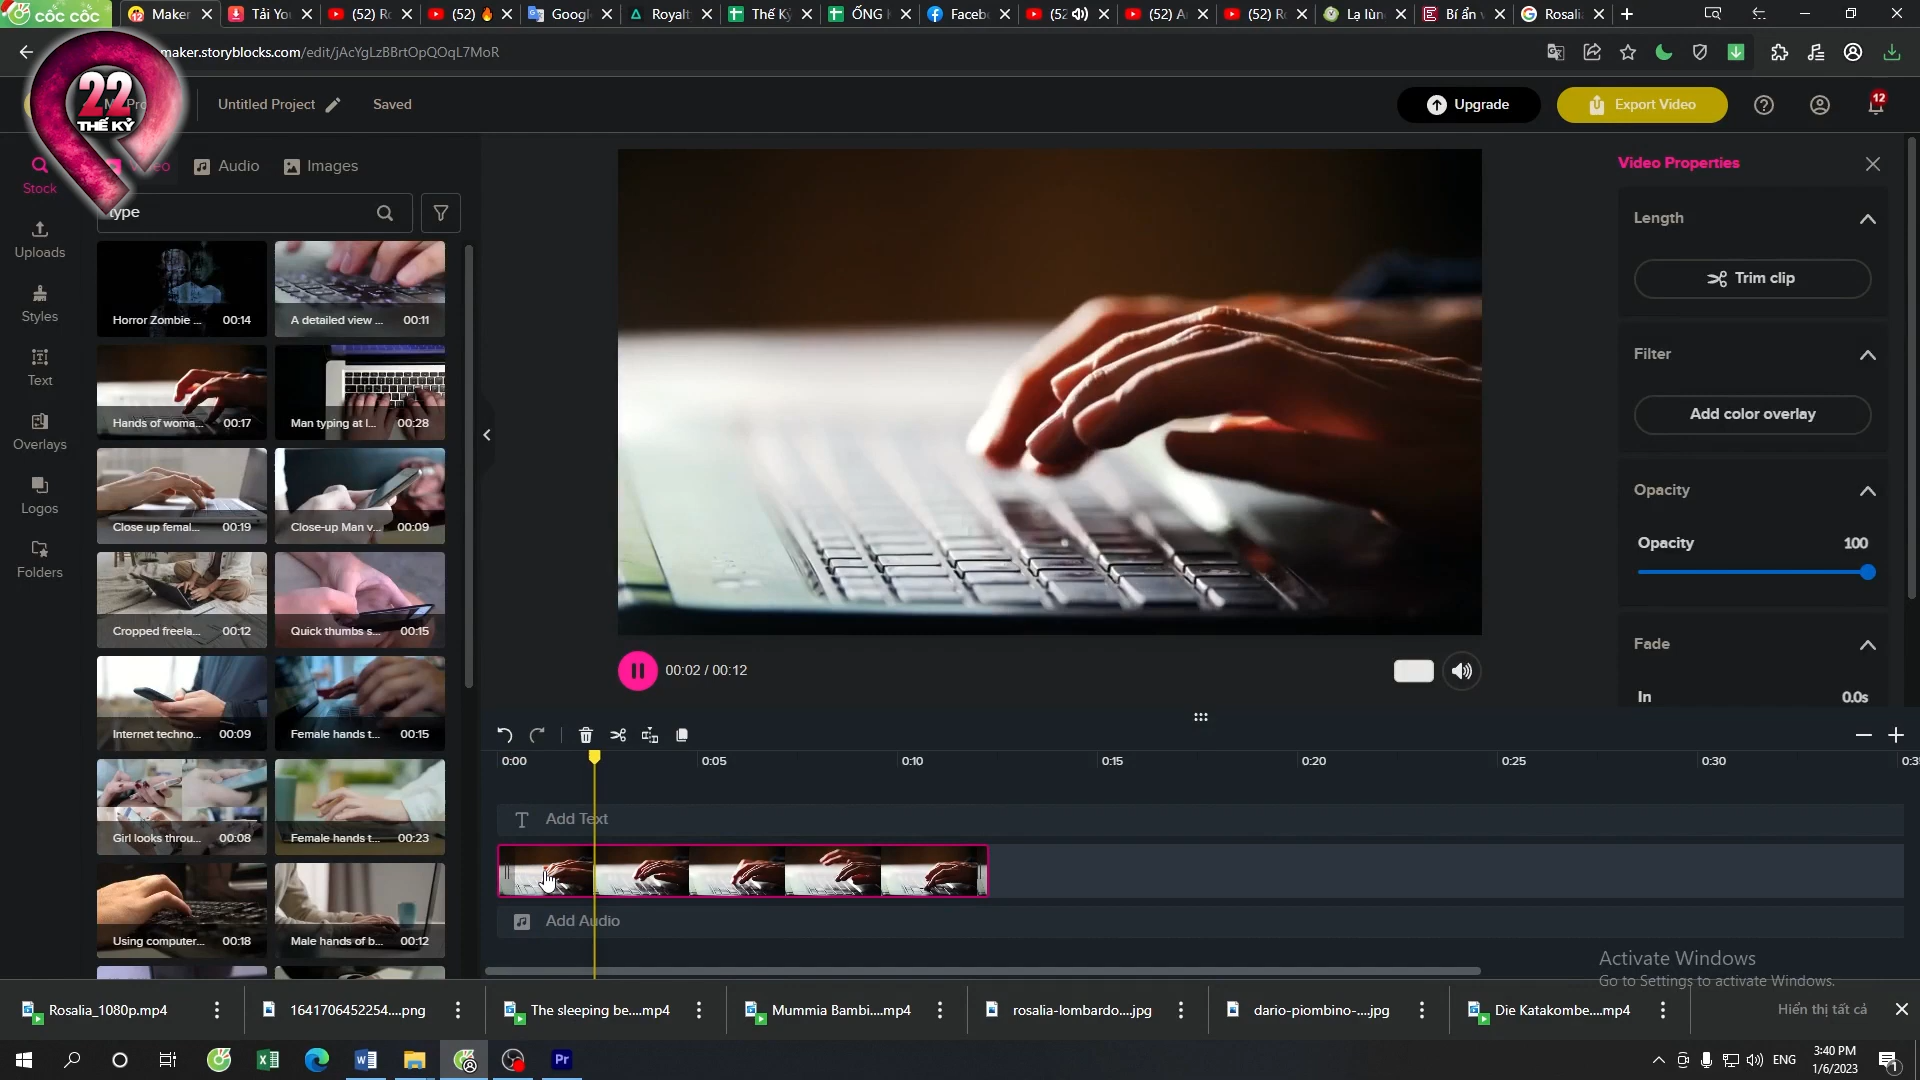 CỐC CỐC
Maker
Tải Yo
(52) R
(52) 🔥
Googl
Royalt
Thế Kỷ
ỐNG
Faceb
(52
(52) A
(52) R
Lạ lùn
Bí ẩn v
Rosali
maker.storyblocks.com/edit/jAcYgLzBBrtOpQOqL7MoR
22
THẾ KỶ
Untitled Project
Saved
Upgrade
Export Video
12
Stock
Audio
Images
type
Uploads
Styles
Text
Overlays
Logos
Folders
Horror Zombie ... 00:14
A detailed view ... 00:11
Hands of woma... 00:17
Man typing at l... 00:28
Close up femal... 00:19
Close-up Man v... 00:09
Cropped freela... 00:12
Quick thumbs s... 00:15
Internet techno... 00:09
Female hands t... 00:15
Girl looks throu... 00:08
Female hands t... 00:23
Using computer... 00:18
Male hands of b... 00:12
00:02 / 00:12
Video Properties
Length
Trim clip
Filter
Add color overlay
Opacity
Opacity 100
Fade
In 0.0s
0:00 0:05 0:10 0:15 0:20 0:25 0:30 0:35
Add Text
Add Audio
Activate Windows
Go to Settings to activate Windows.
Rosalia_1080p.mp4
1641706452254....png
The sleeping be....mp4
Mummia Bambi....mp4
rosalia-lombardo....jpg
dario-piombino-...jpg
Die Katakombe....mp4
Hiển thị tất cả
Pr
ENG
3:40 PM
1/6/2023
1